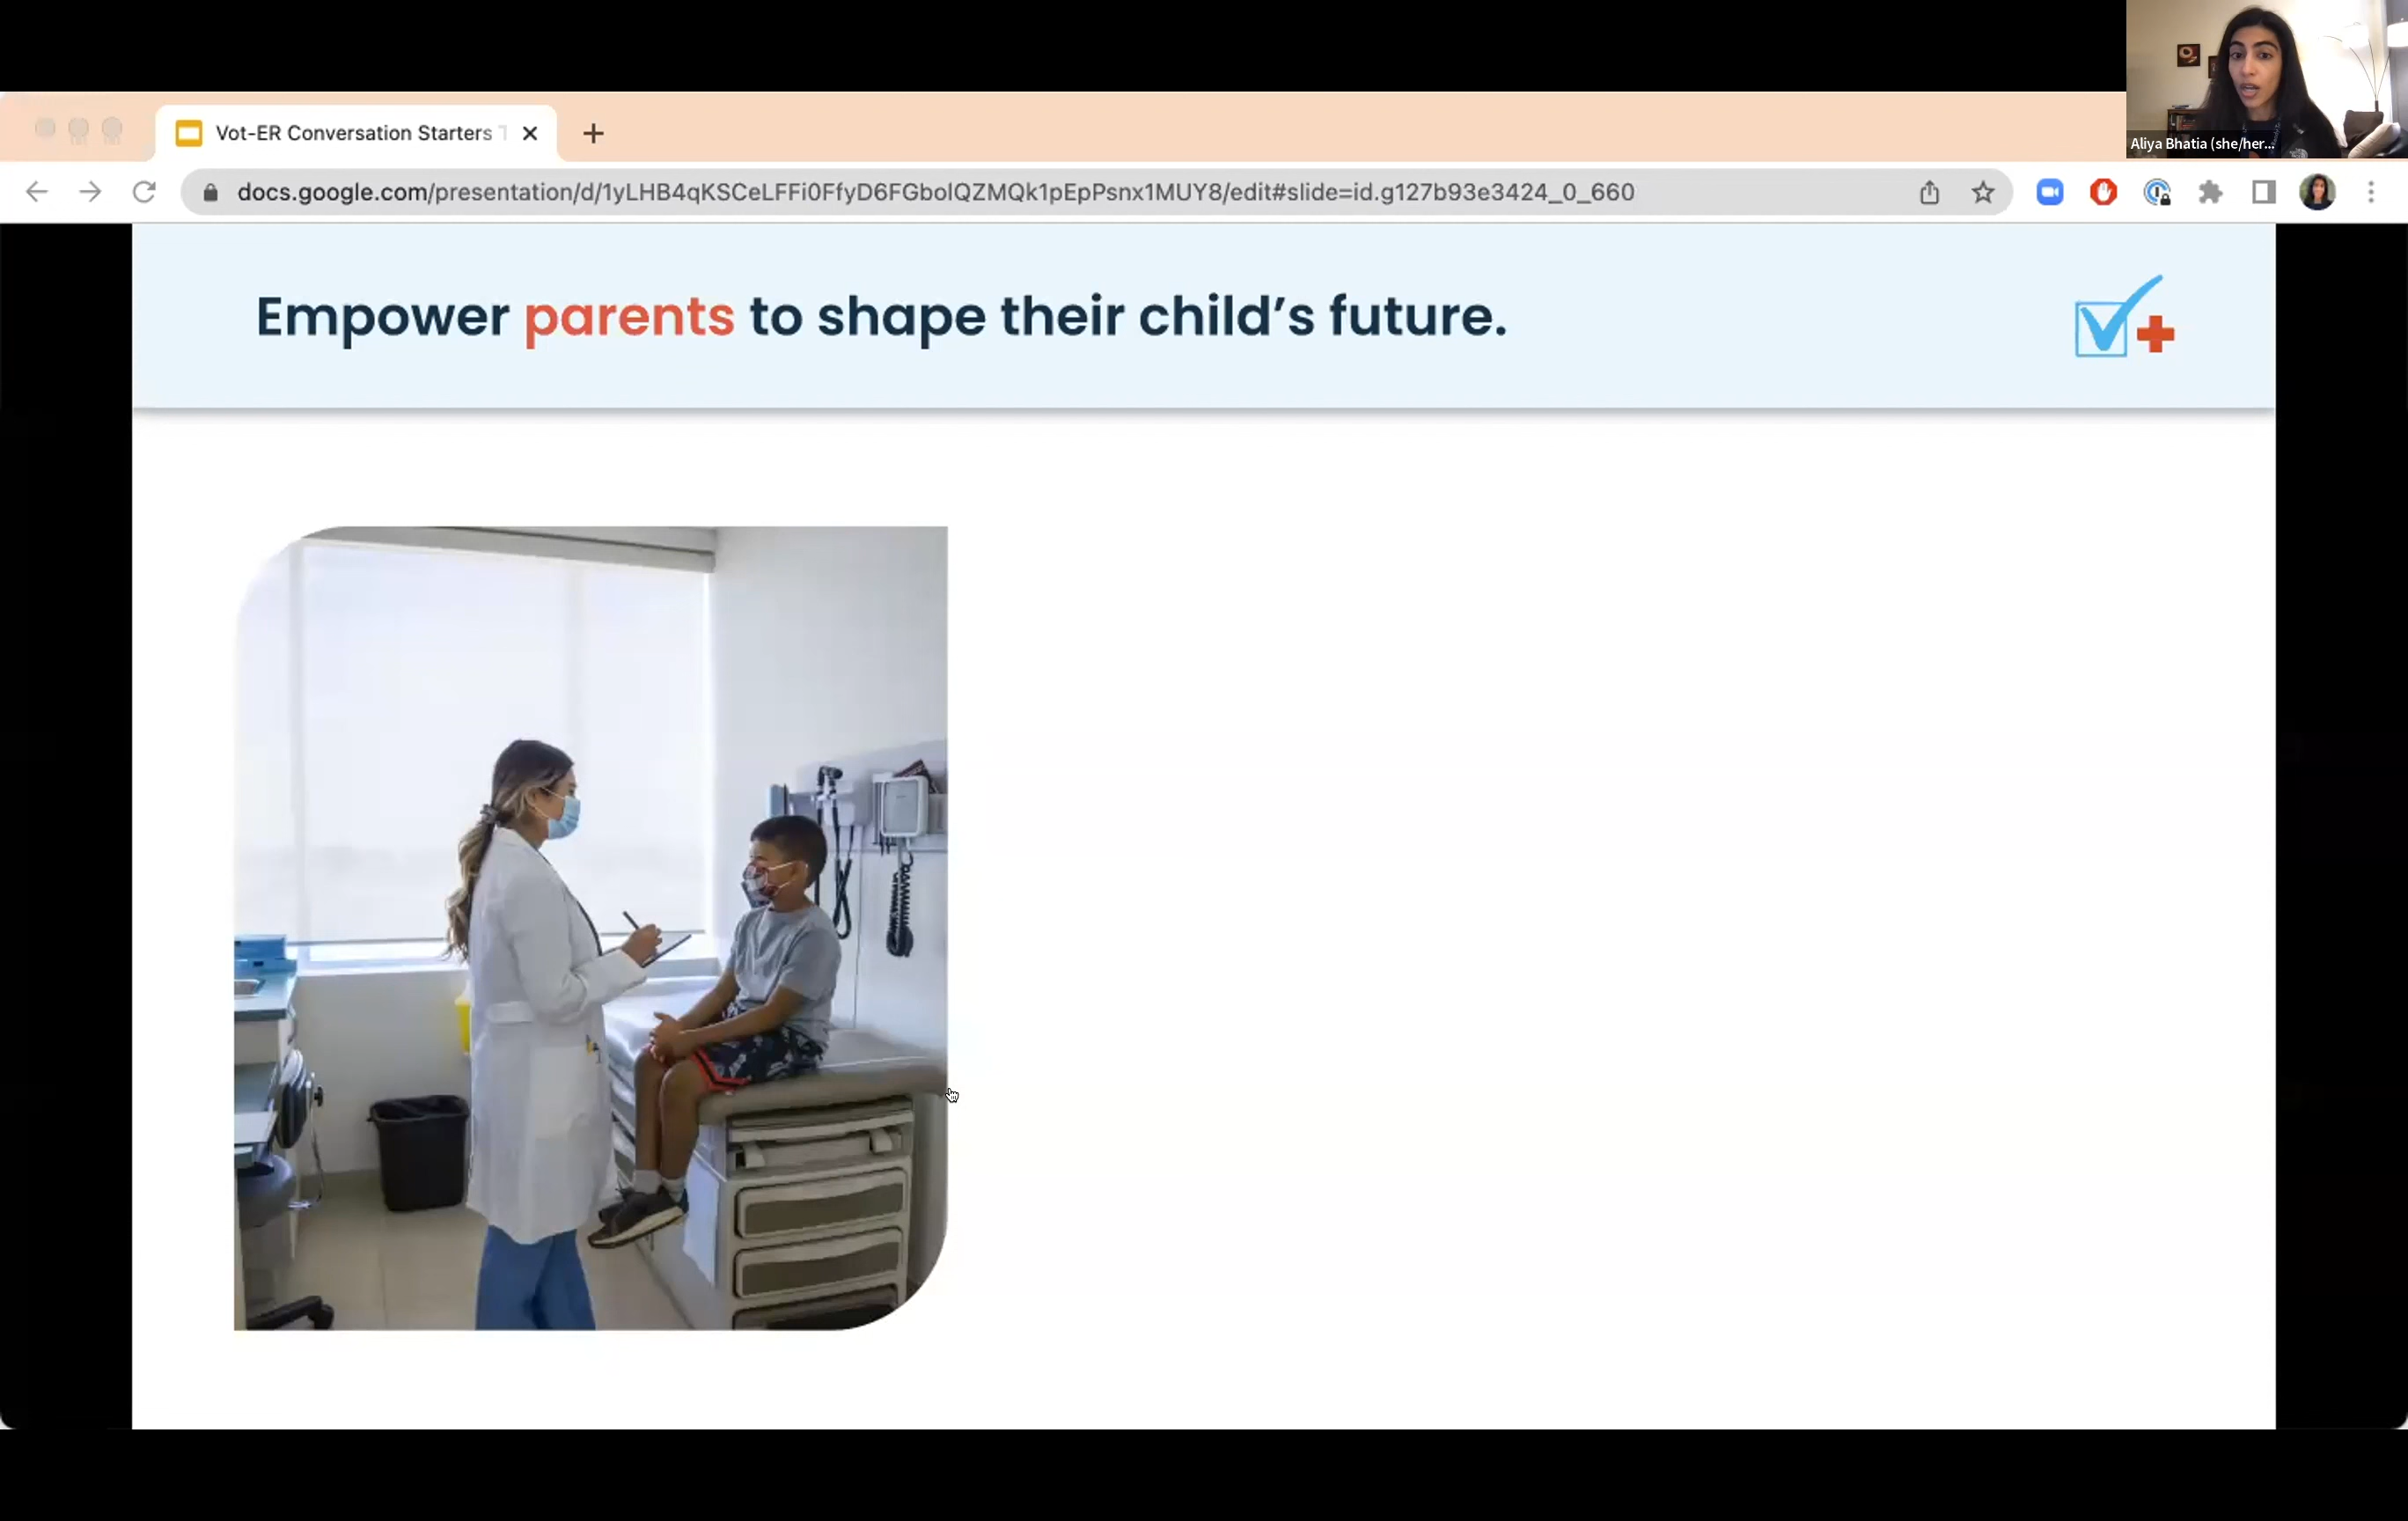 Aliya Bhatia (she/her...
Vot-ER Conversation Starters
docs.google.com/presentation/d/1yLHB4qKSCeLFFi0FfyD6FGbolQZMQk1pEpPsnx1MUY8/edit#slide=id.g127b93e3424_0_660
Empower parents to shape their child's future.